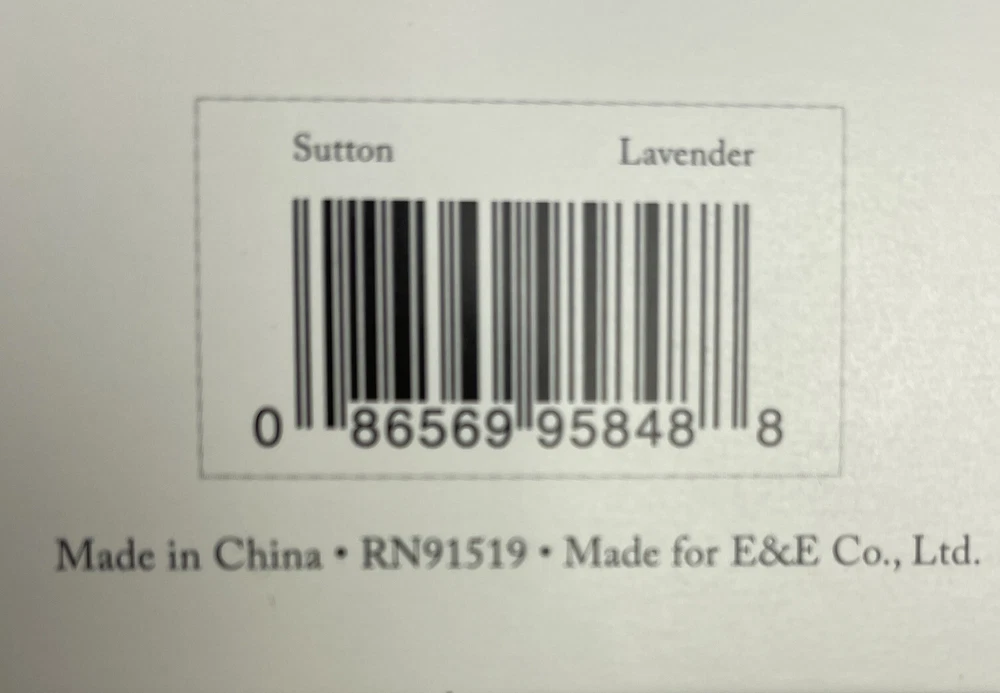 Sutton Lavender
0 86569 95848 8
Made in China • RN91519 • Made for E&E Co., Ltd.